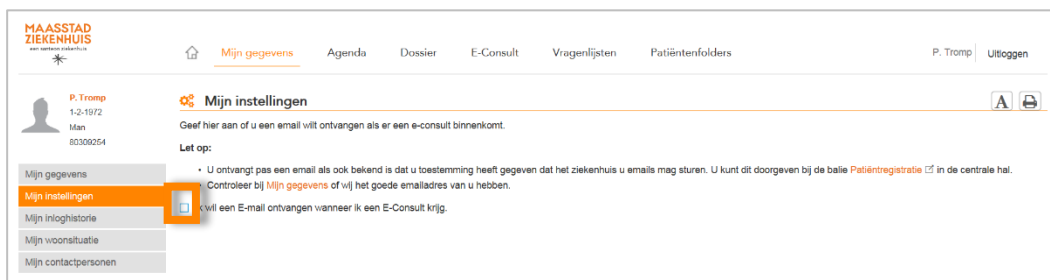 MAASSTAD
ZIEKENHUIS
een santeon ziekenhuis
Mijn gegevens Agenda Dossier E-Consult Vragenlijsten Patiëntenfolders P. Tromp Uitloggen
P. Tromp
1-2-1972
Man
80309254
Mijn gegevens
Mijn instellingen
Mijn inloghistorie
Mijn woonsituatie
Mijn contactpersonen
Mijn instellingen A
Geef hier aan of u een email wilt ontvangen als er een e-consult binnenkomt.
Let op:
• U ontvangt pas een email als ook bekend is dat u toestemming heeft gegeven dat het ziekenhuis u emails mag sturen. U kunt dit doorgeven bij de balie Patiëntregistratie in de centrale hal.
Controleer bij Mijn gegevens of wij het goede emailadres van u hebben.
k wil een E-mail ontvangen wanneer ik een E-Consult krijg.